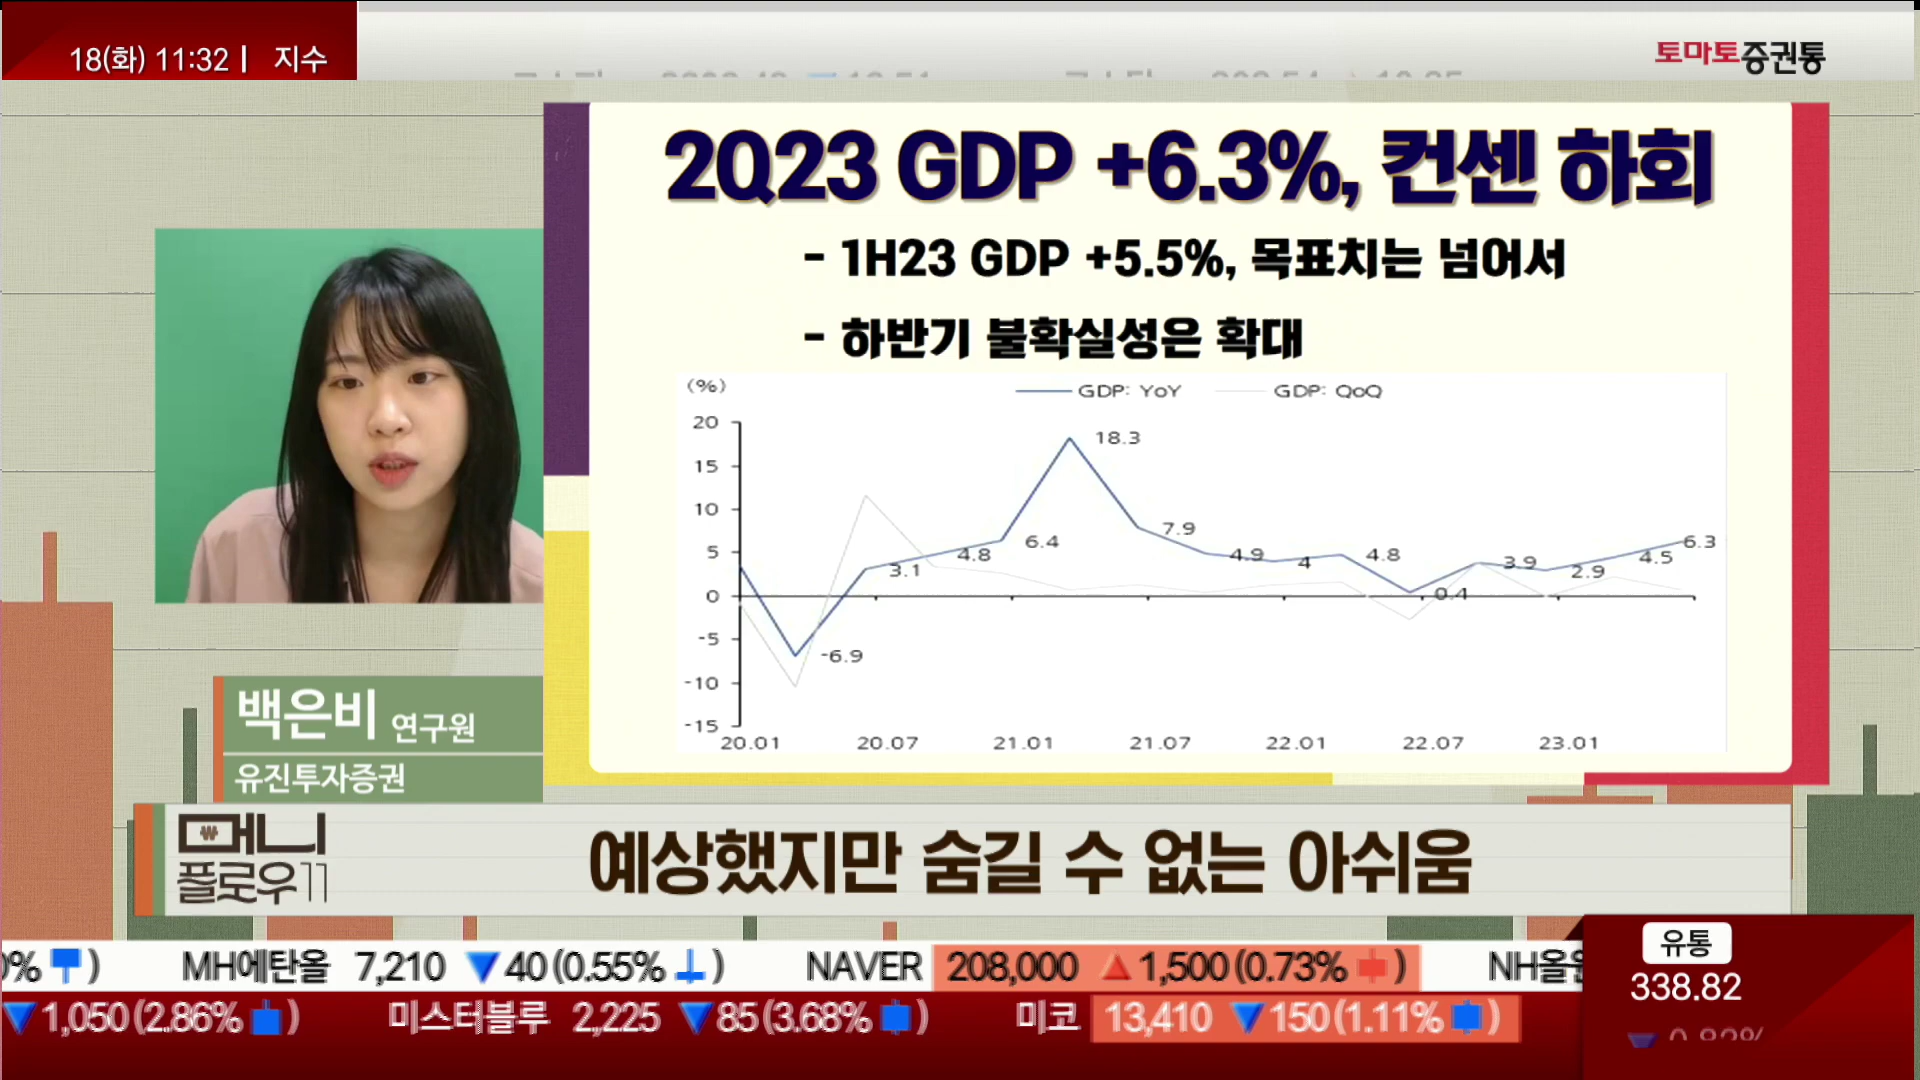 18(화) 11:32 | 지수
토마토증권통
2Q23 GDP +6.3%, 컨센 하회
- 1H23 GDP +5.5%, 목표치는 넘어서
- 하반기 불확실성은 확대
(%)
GDP: YoY GDP: QoQ
20
15
10
5
0
-5
-10
-15
-6.9
3.1
4.8
6.4
18.3
7.9
4.9
4
4.8
0.4
3.9
2.9
4.5
6.3
20.01 20.07 21.01 21.07 22.01 22.07 23.01
백은비 연구원
유진투자증권
머니
플로우11
예상했지만 숨길 수 없는 아쉬움
0%↑) MH에탄올 7,210 ▼40(0.55%↓) NAVER 208,000 ▲1,500(0.73%) NH올원
▼1,050(2.86%) 미스터블루 2,225 ▼85(3.68%) 미코 13,410 ▼150(1.11%)
유통
338.82